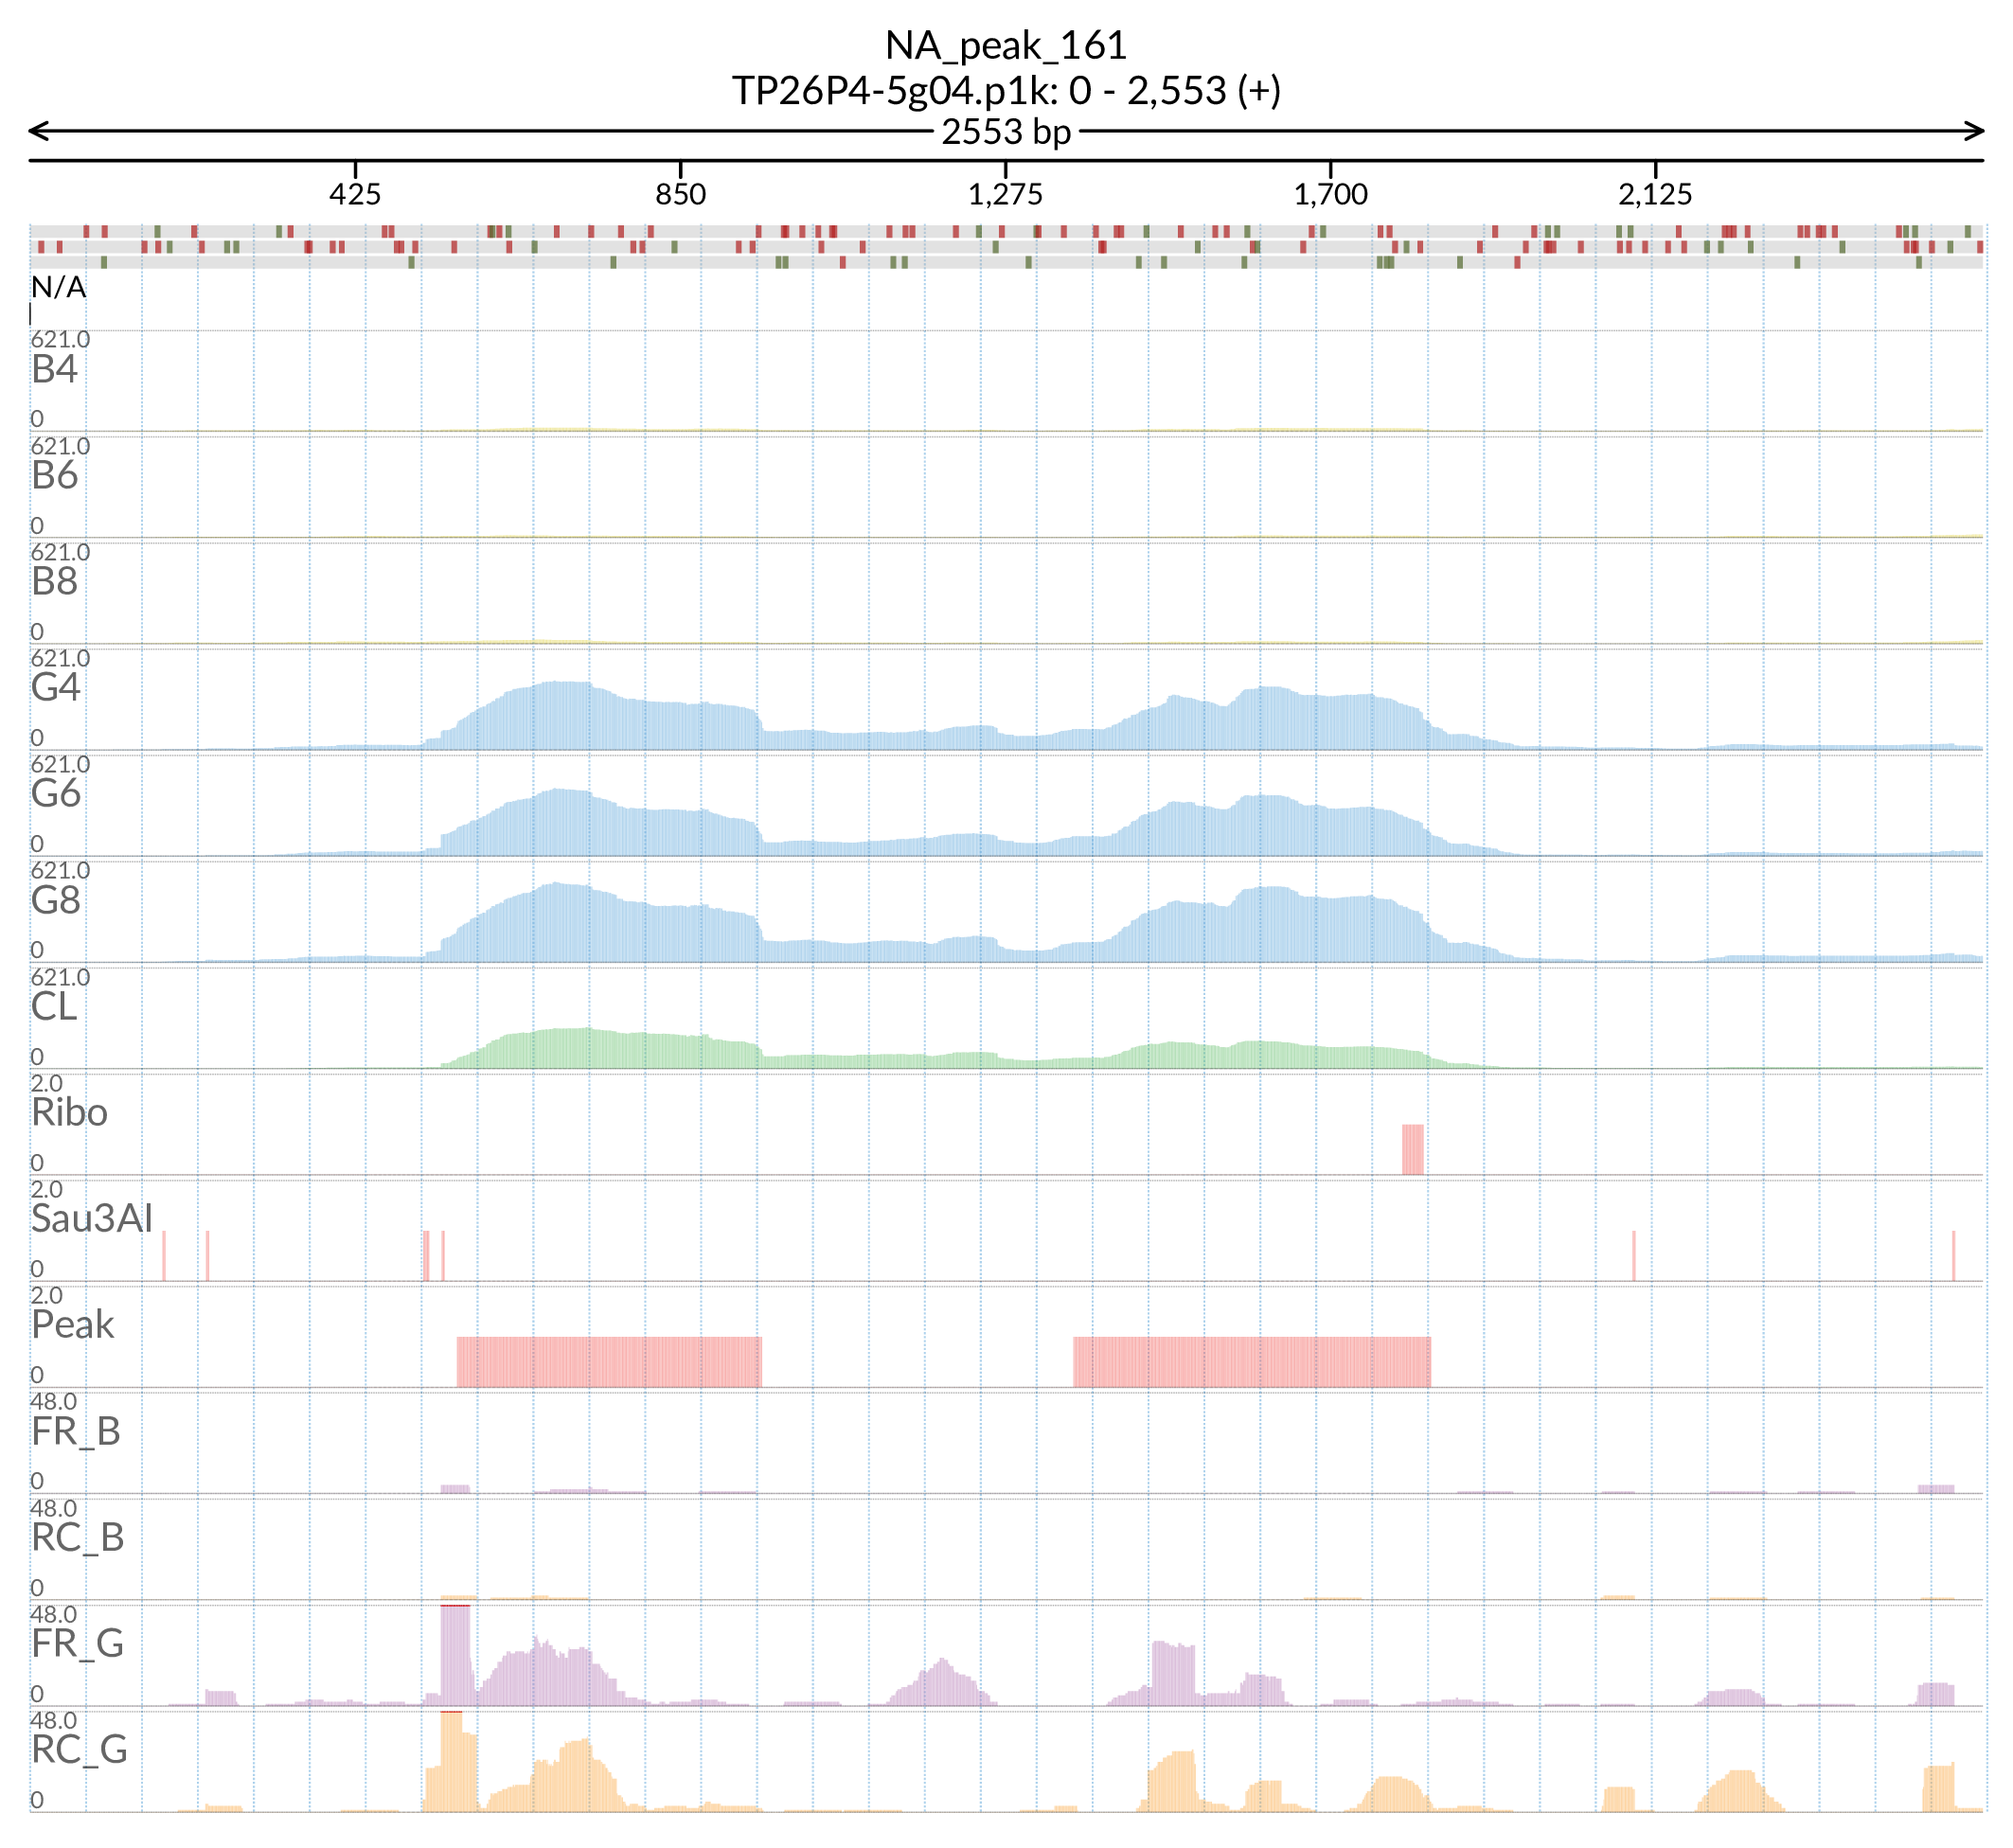 NA_peak_161
TP26P4-5g04.p1k: 0 - 2,553 (+)
2553 bp
425 850 1,275 1,700 2,125
N/A
621.0
B4
0
621.0
B6
0
621.0
B8
0
621.0
G4
0
621.0
G6
0
621.0
G8
0
621.0
CL
0
2.0
Ribo
0
2.0
Sau3AI
0
2.0
Peak
0
48.0
FR_B
0
48.0
RC_B
0
48.0
FR_G
0
48.0
RC_G
0